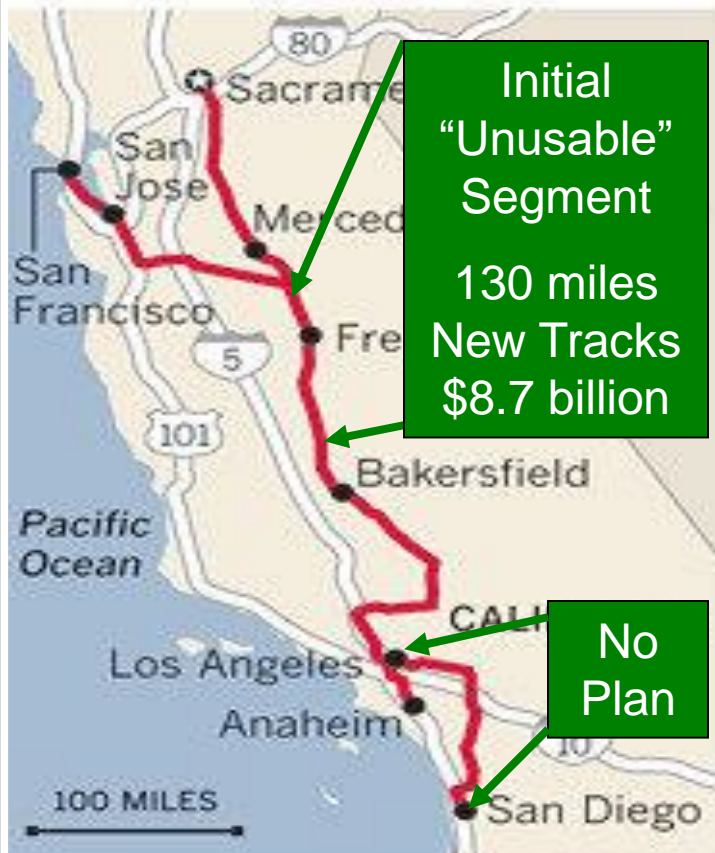 80
Sacrame
Initial
“Unusable”
Segment
130 miles
New Tracks
$8.7 billion
San
Jose
Merced
San
Francisco
Fre
5
101
Bakersfield
Pacific
Ocean
CALI
No
Plan
Los Angeles
Anaheim
10
100 MILES
San Diego